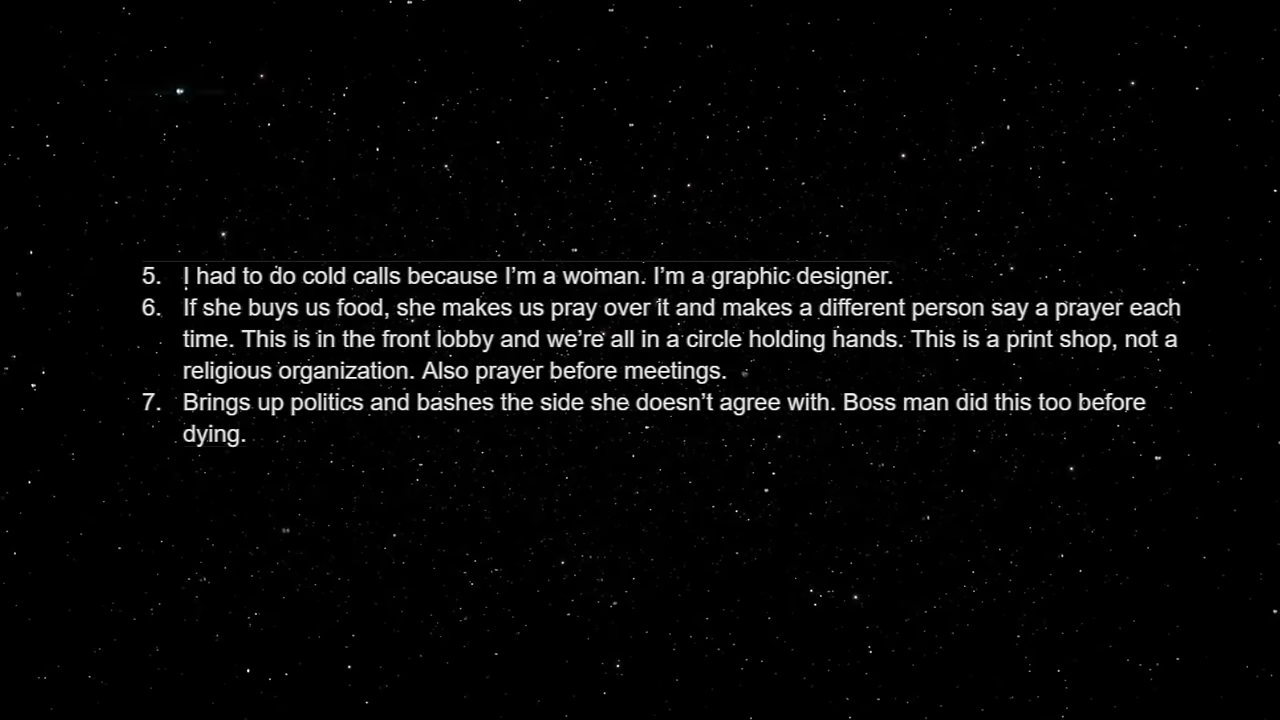 5. I had to do cold calls because I'm a woman. I'm a graphic designer.
6. If she buys us food, she makes us pray over it and makes a different person say a prayer each
time. This is in the front lobby and we're all in a circle holding hands. This is a print shop, not a
religious organization. Also prayer before meetings.
7. Brings up politics and bashes the side she doesn't agree with. Boss man did this too before
dying.